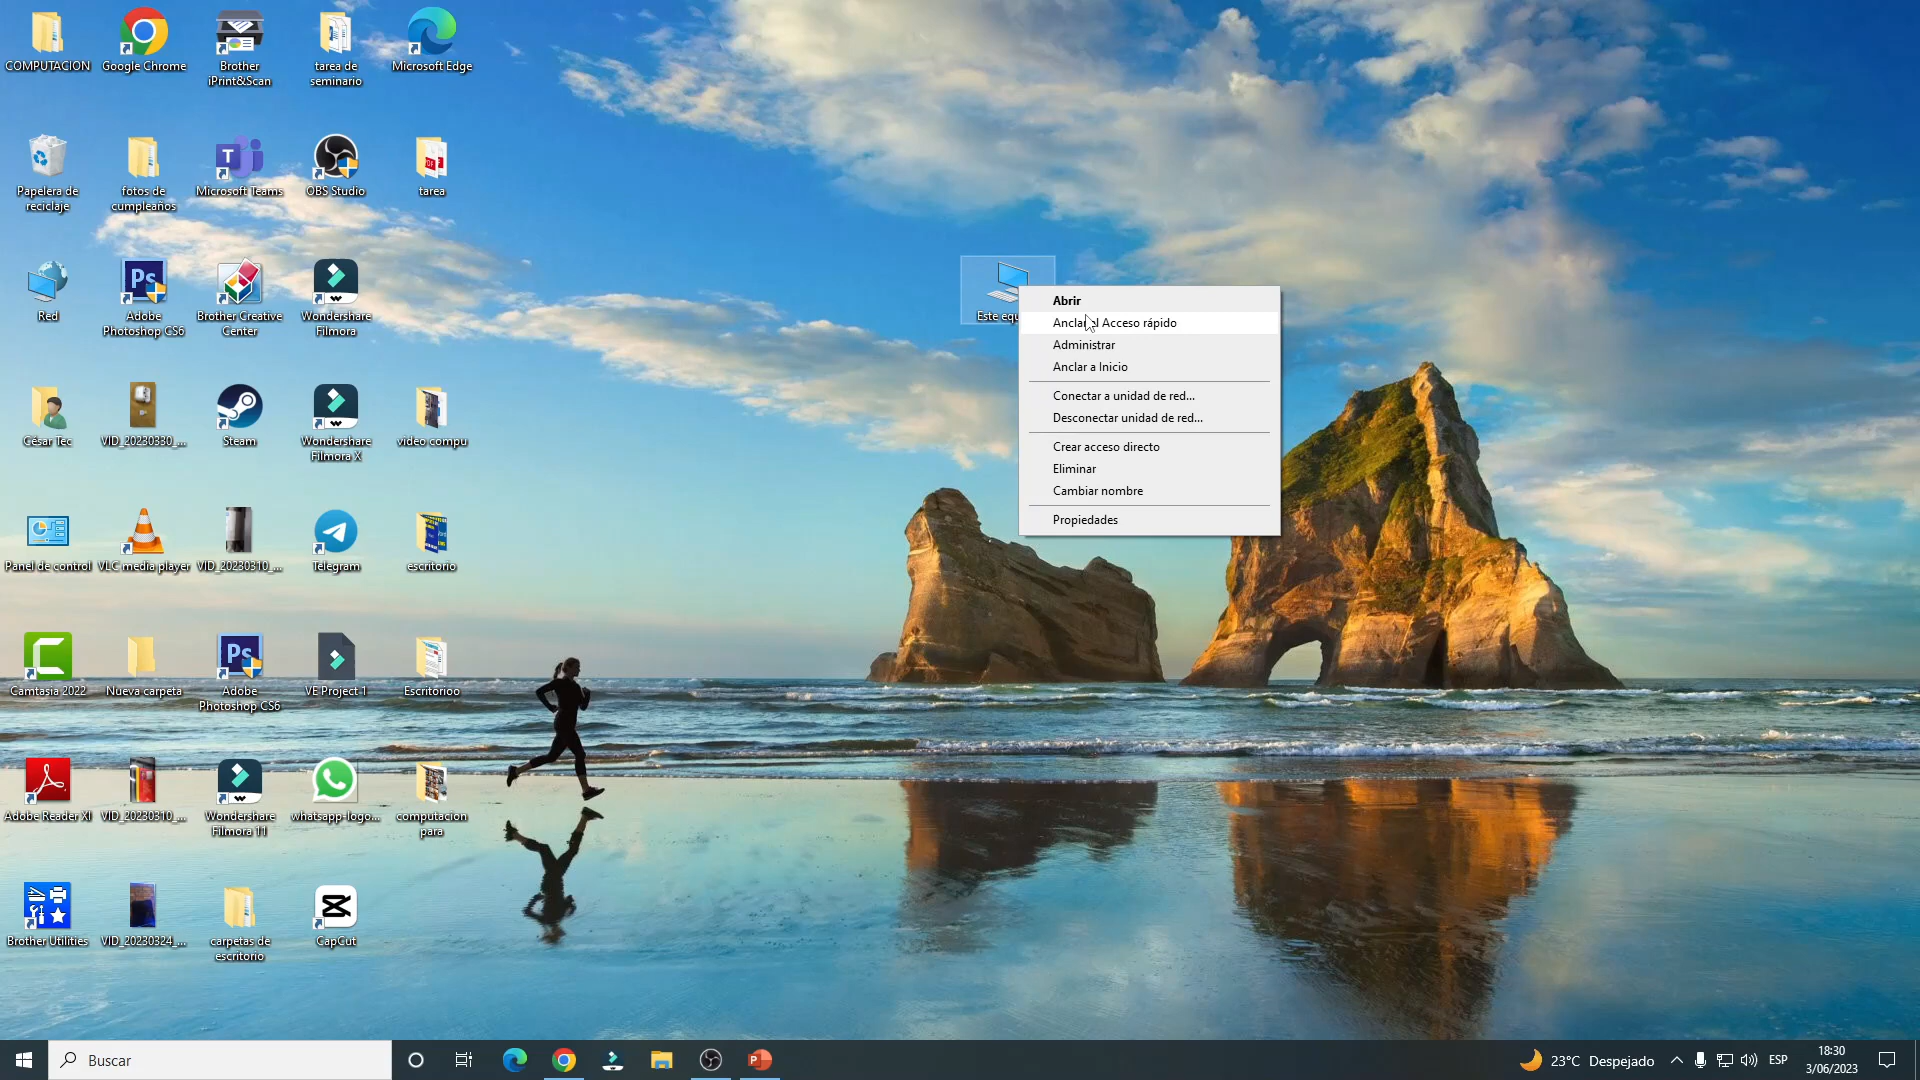 COMPUTACION
Google Chrome
Brother
iPrint&Scan
tarea de
seminario
Microsoft Edge
Papelera de
reciclaje
fotos de
cumpleaños
Microsoft Teams
OBS Studio
tarea
Red
Adobe
Photoshop CS6
Brother Creative
Center
Wondershare
Filmora
César Tec
VID_20230330_...
Steam
Wondershare
Filmora X
video compu
Panel de control
VLC media player
VID_20230310_...
Telegram
escritorio
Camtasia 2022
Nueva carpeta
Adobe
Photoshop CS6
VE Project 1
Escritorioo
Adobe Reader XI
VID_20230310_...
Wondershare
Filmora 11
whatsapp-logo...
computacion
para
Brother Utilities
VID_20230324_...
carpetas de
escritorio
CapCut
Este
Abrir
Acceso rápido
Administrar
Anclar a Inicio
Conectar a unidad de red...
Desconectar unidad de red...
Crear acceso directo
Eliminar
Cambiar nombre
Propiedades
Buscar
23°C Despejado
ESP
18:30
3/06/2023